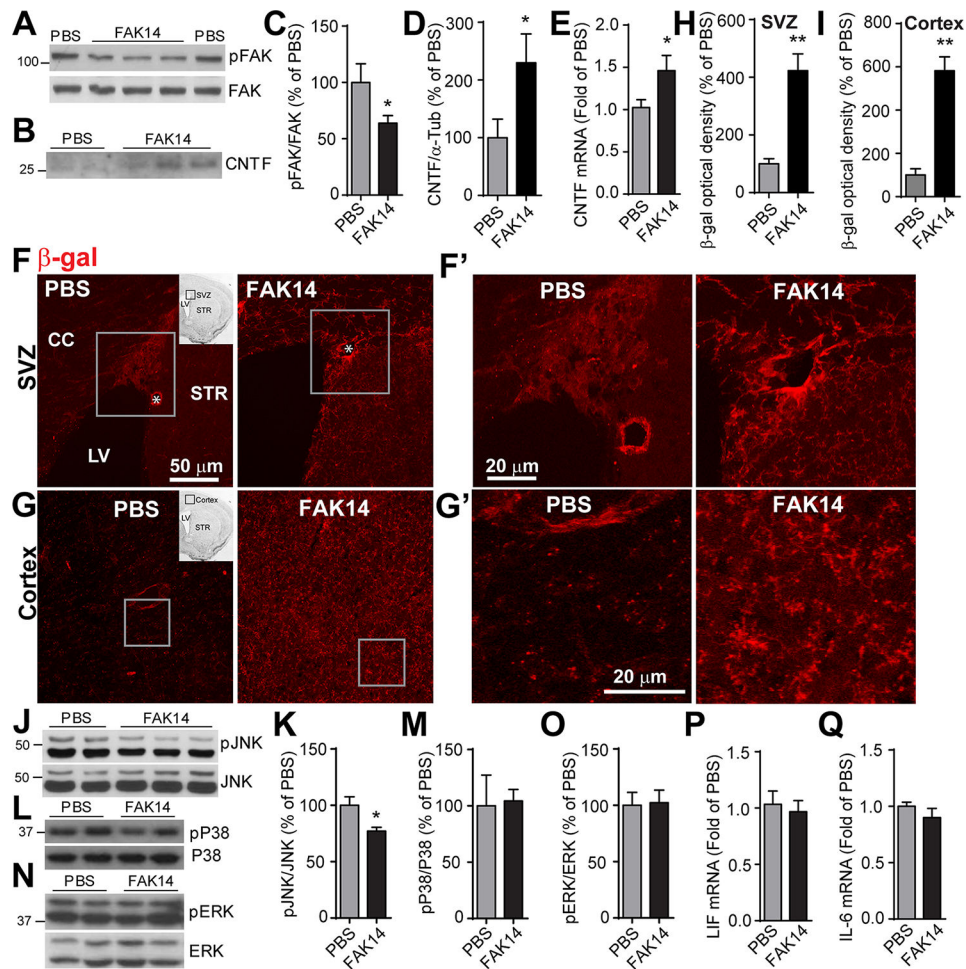 A
PBS FAK14 PBS
100
pFAK
FAK
B
PBS FAK14
25
CNTF
C
pFAK/FAK (% of PBS)
150
100
50
0
*
PBS
FAK14
D
CNTF/α-Tub (% of PBS)
300
200
100
0
*
PBS
FAK14
E
CNTF mRNA (Fold of PBS)
2.0
1.5
1.0
0.5
0.0
*
PBS
FAK14
H SVZ
β-gal optical density (% of PBS)
600
400
200
0
**
PBS
FAK14
I Cortex
β-gal optical density (% of PBS)
800
600
200
0
**
PBS
FAK14
F β-gal
SVZ
PBS
CC
SVZ
LV
STR
*
STR
LV
50 µm
FAK14
*
F'
PBS
20 µm
FAK14
G
Cortex
PBS
Cortex
LV
STR
FAK14
G'
PBS
20 µm
FAK14
J
PBS FAK14
50
pJNK
50
JNK
L
PBS FAK14
37
pP38
P38
N
PBS FAK14
pERK
37
ERK
K
pJNK/JNK (% of PBS)
150
100
50
0
*
PBS
FAK14
M
pP38/P38 (% of PBS)
150
100
50
0
PBS
FAK14
O
pERK/ERK (% of PBS)
150
100
50
0
PBS
FAK14
P
LIF mRNA (Fold of PBS)
1.5
1.0
0.5
0.0
PBS
FAK14
Q
IL-6 mRNA (Fold of PBS)
1.5
1.0
0.5
0.0
PBS
FAK14